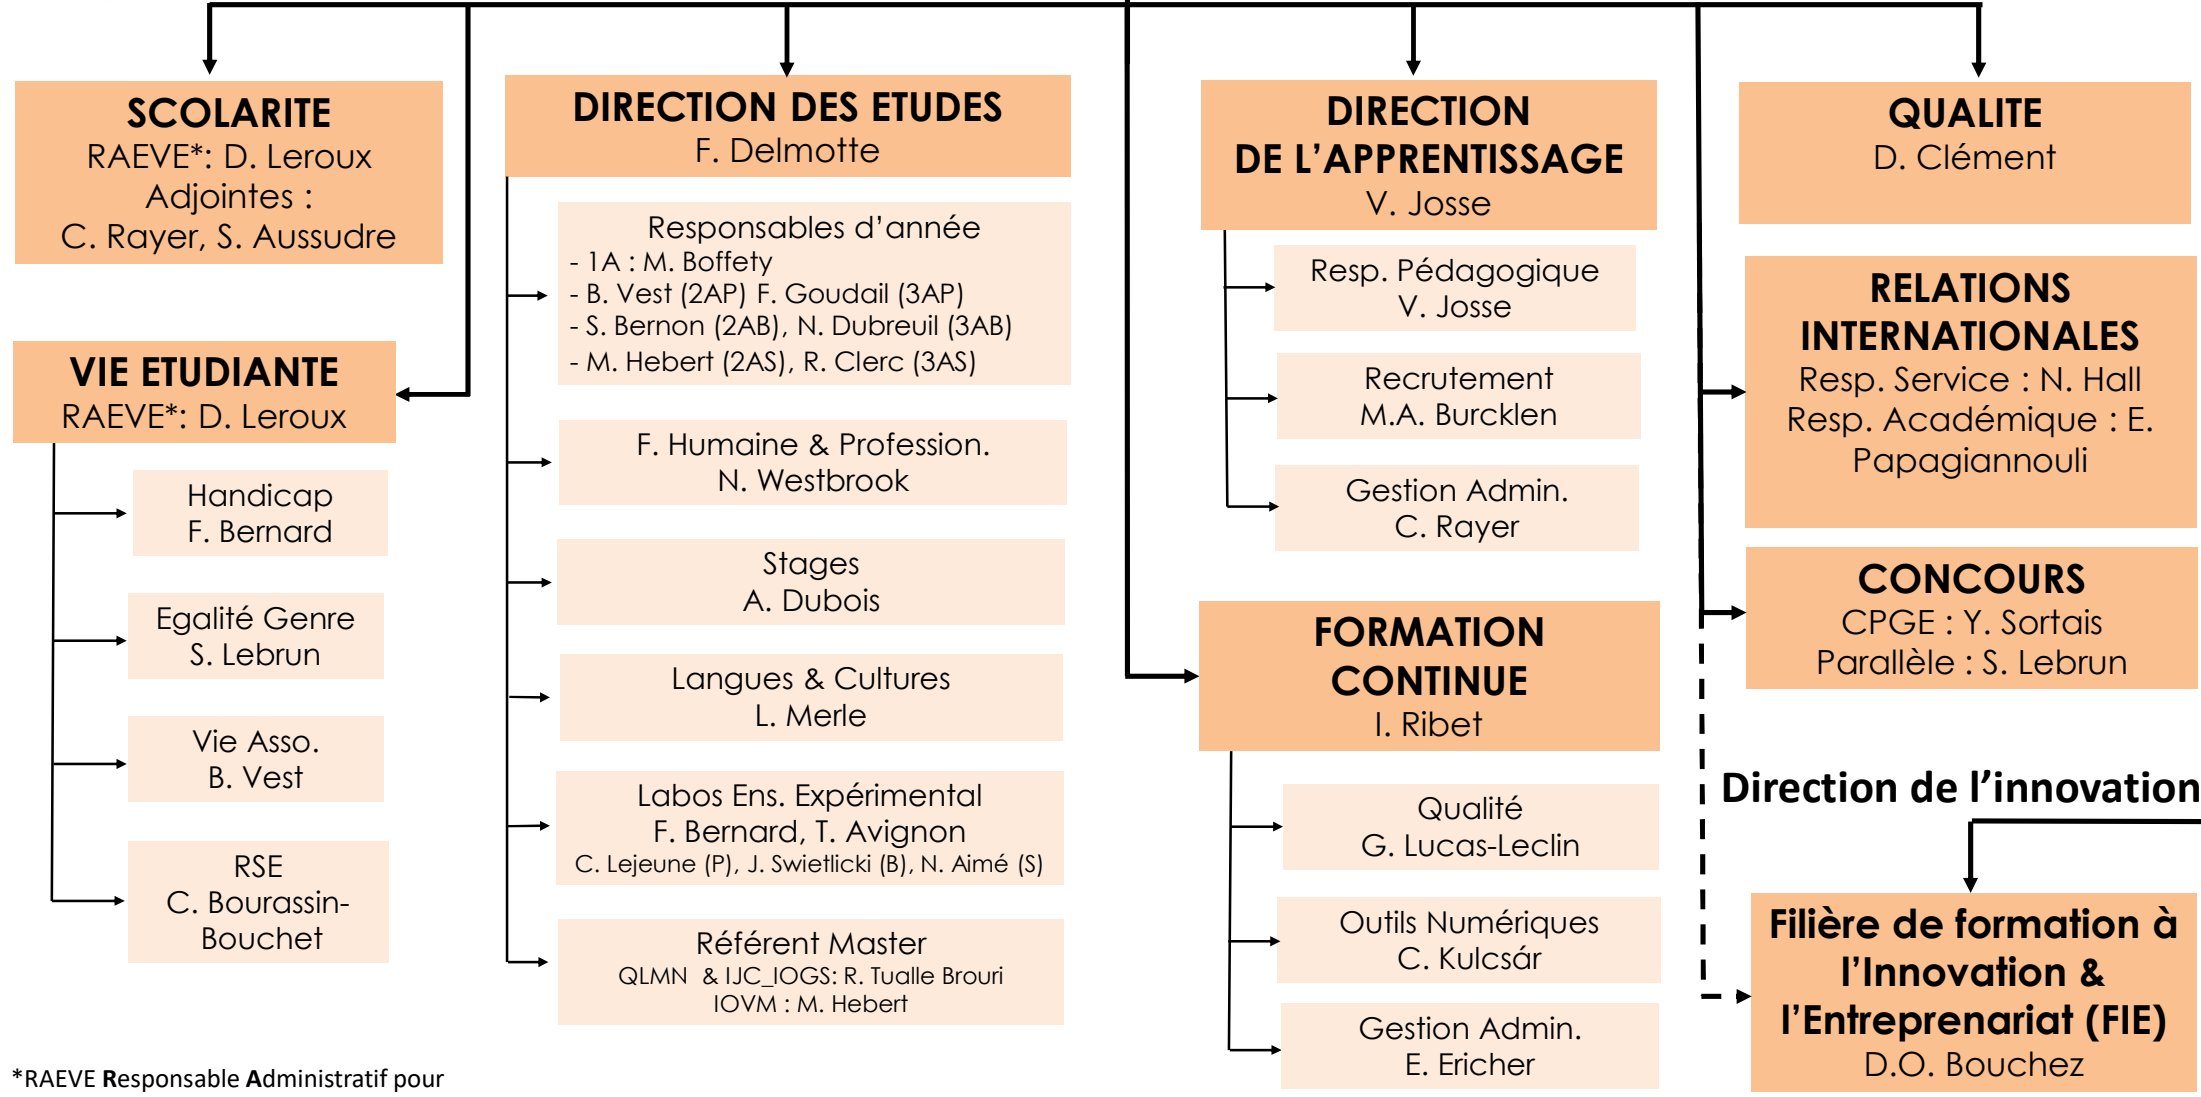 SCOLARITE
RAEVE*: D. Leroux
Adjointes :
C. Rayer, S. Aussudre
VIE ETUDIANTE
RAEVE*: D. Leroux
Handicap
F. Bernard
Egalité Genre
S. Lebrun
Vie Asso.
B. Vest
RSE
C. Bourassin-
Bouchet
*RAEVE Responsable Administratif pour
DIRECTION DES ETUDES
F. Delmotte
Responsables d’année
- 1A : M. Boffety
- B. Vest (2AP) F. Goudail (3AP)
- S. Bernon (2AB), N. Dubreuil (3AB)
- M. Hebert (2AS), R. Clerc (3AS)
F. Humaine & Profession.
N. Westbrook
Stages
A. Dubois
Langues & Cultures
L. Merle
Labos Ens. Expérimental
F. Bernard, T. Avignon
C. Lejeune (P), J. Swietlicki (B), N. Aimé (S)
Référent Master
QLMN & IJC_IOGS: R. Tualle Brouri
IOVM : M. Hebert
DIRECTION
DE L’APPRENTISSAGE
V. Josse
Resp. Pédagogique
V. Josse
Recrutement
M.A. Burcklen
Gestion Admin.
C. Rayer
FORMATION
CONTINUE
I. Ribet
Qualité
G. Lucas-Leclin
Outils Numériques
C. Kulcsár
Gestion Admin.
E. Ericher
QUALITE
D. Clément
RELATIONS
INTERNATIONALES
Resp. Service : N. Hall
Resp. Académique : E.
Papagiannouli
CONCOURS
CPGE : Y. Sortais
Parallèle : S. Lebrun
Direction de l’innovation
Filière de formation à
l’Innovation &
l’Entreprenariat (FIE)
D.O. Bouchez